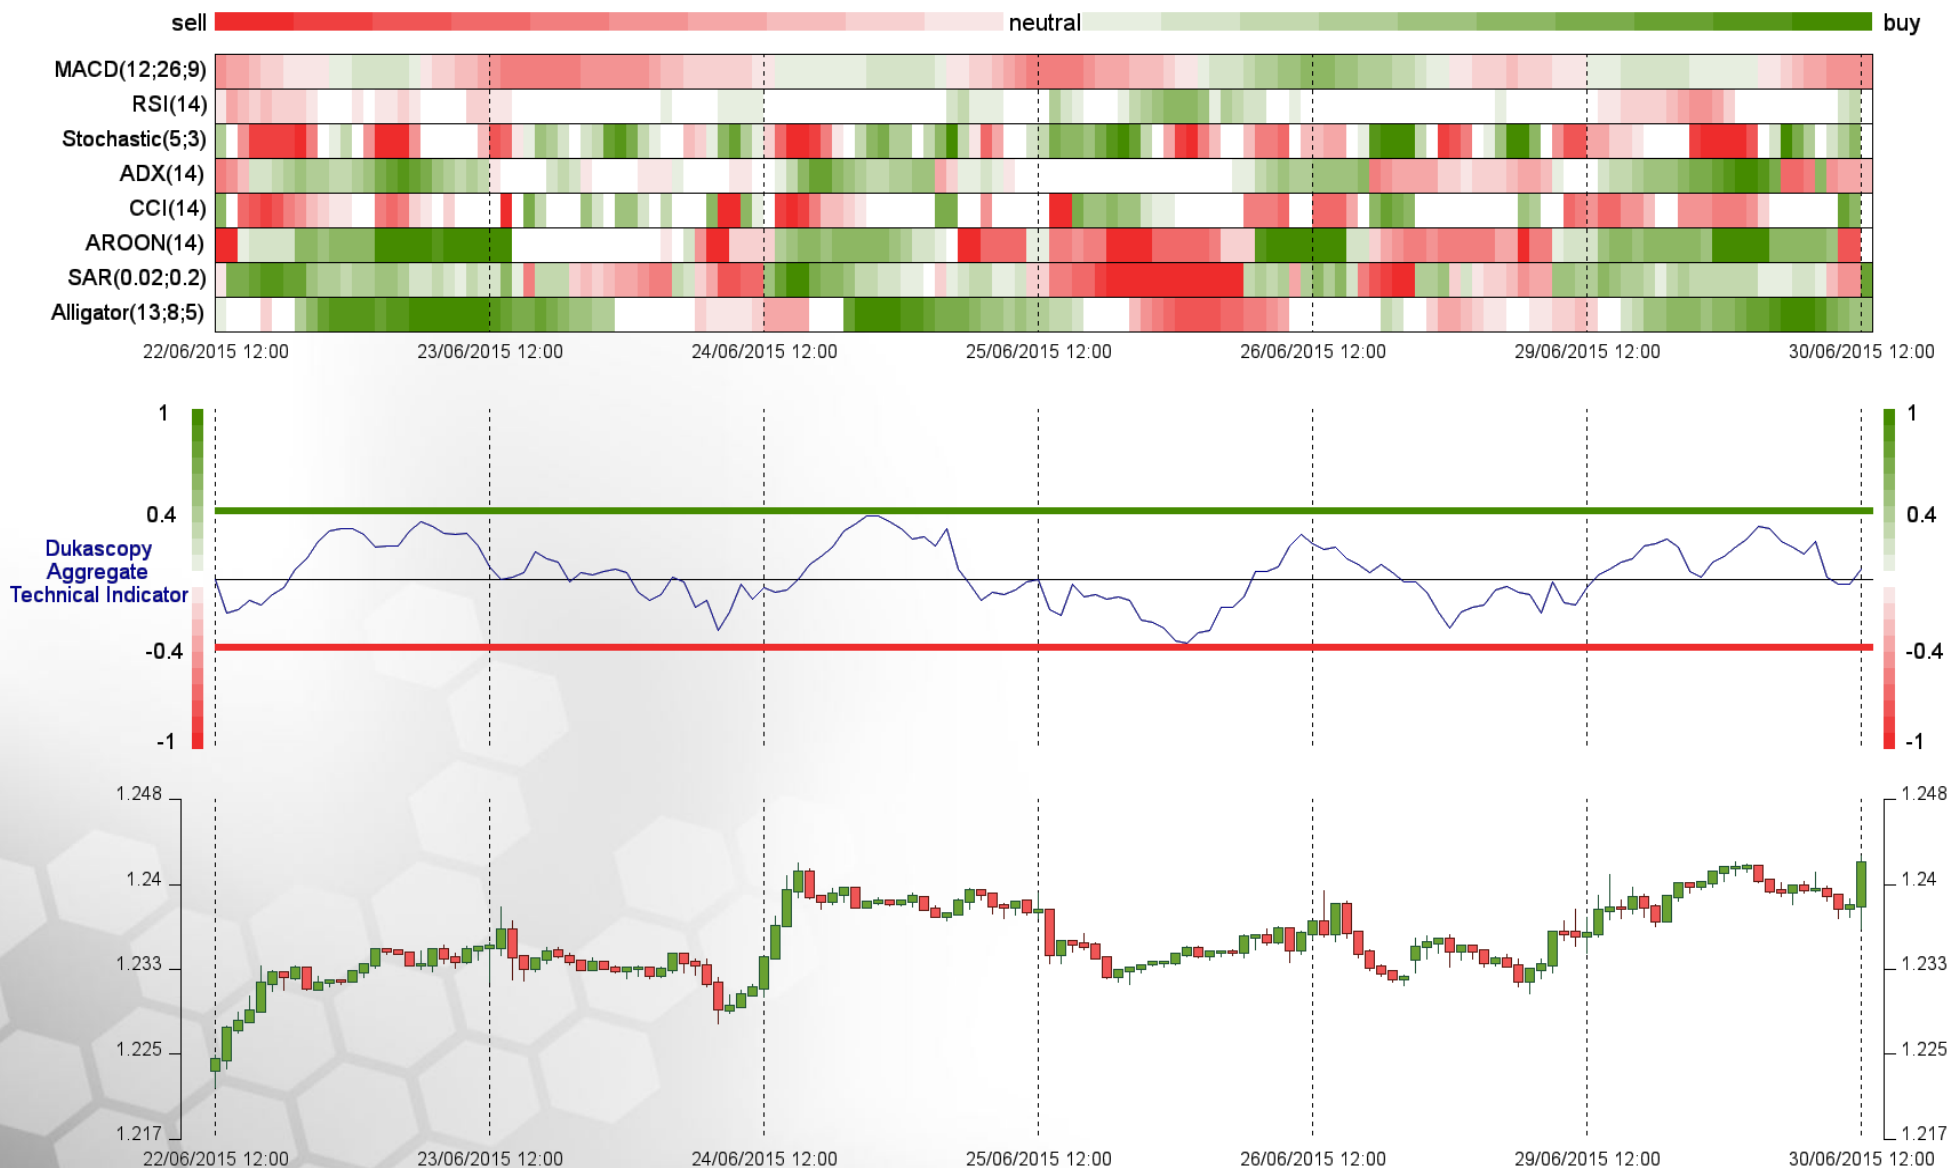 sell neutral buy
MACD(12;26;9)
RSI(14)
Stochastic(5;3)
ADX(14)
CCI(14)
AROON(14)
SAR(0.02;0.2)
Alligator(13;8;5)
22/06/2015 12:00 23/06/2015 12:00 24/06/2015 12:00 25/06/2015 12:00 26/06/2015 12:00 29/06/2015 12:00 30/06/2015 12:00
1 1
0.4 0.4
Dukascopy
Aggregate
Technical Indicator
-0.4 -0.4
-1 -1
1.248 1.248
1.24 1.24
1.233 1.233
1.225 1.225
1.217 1.217
22/06/2015 12:00 23/06/2015 12:00 24/06/2015 12:00 25/06/2015 12:00 26/06/2015 12:00 29/06/2015 12:00 30/06/2015 12:00